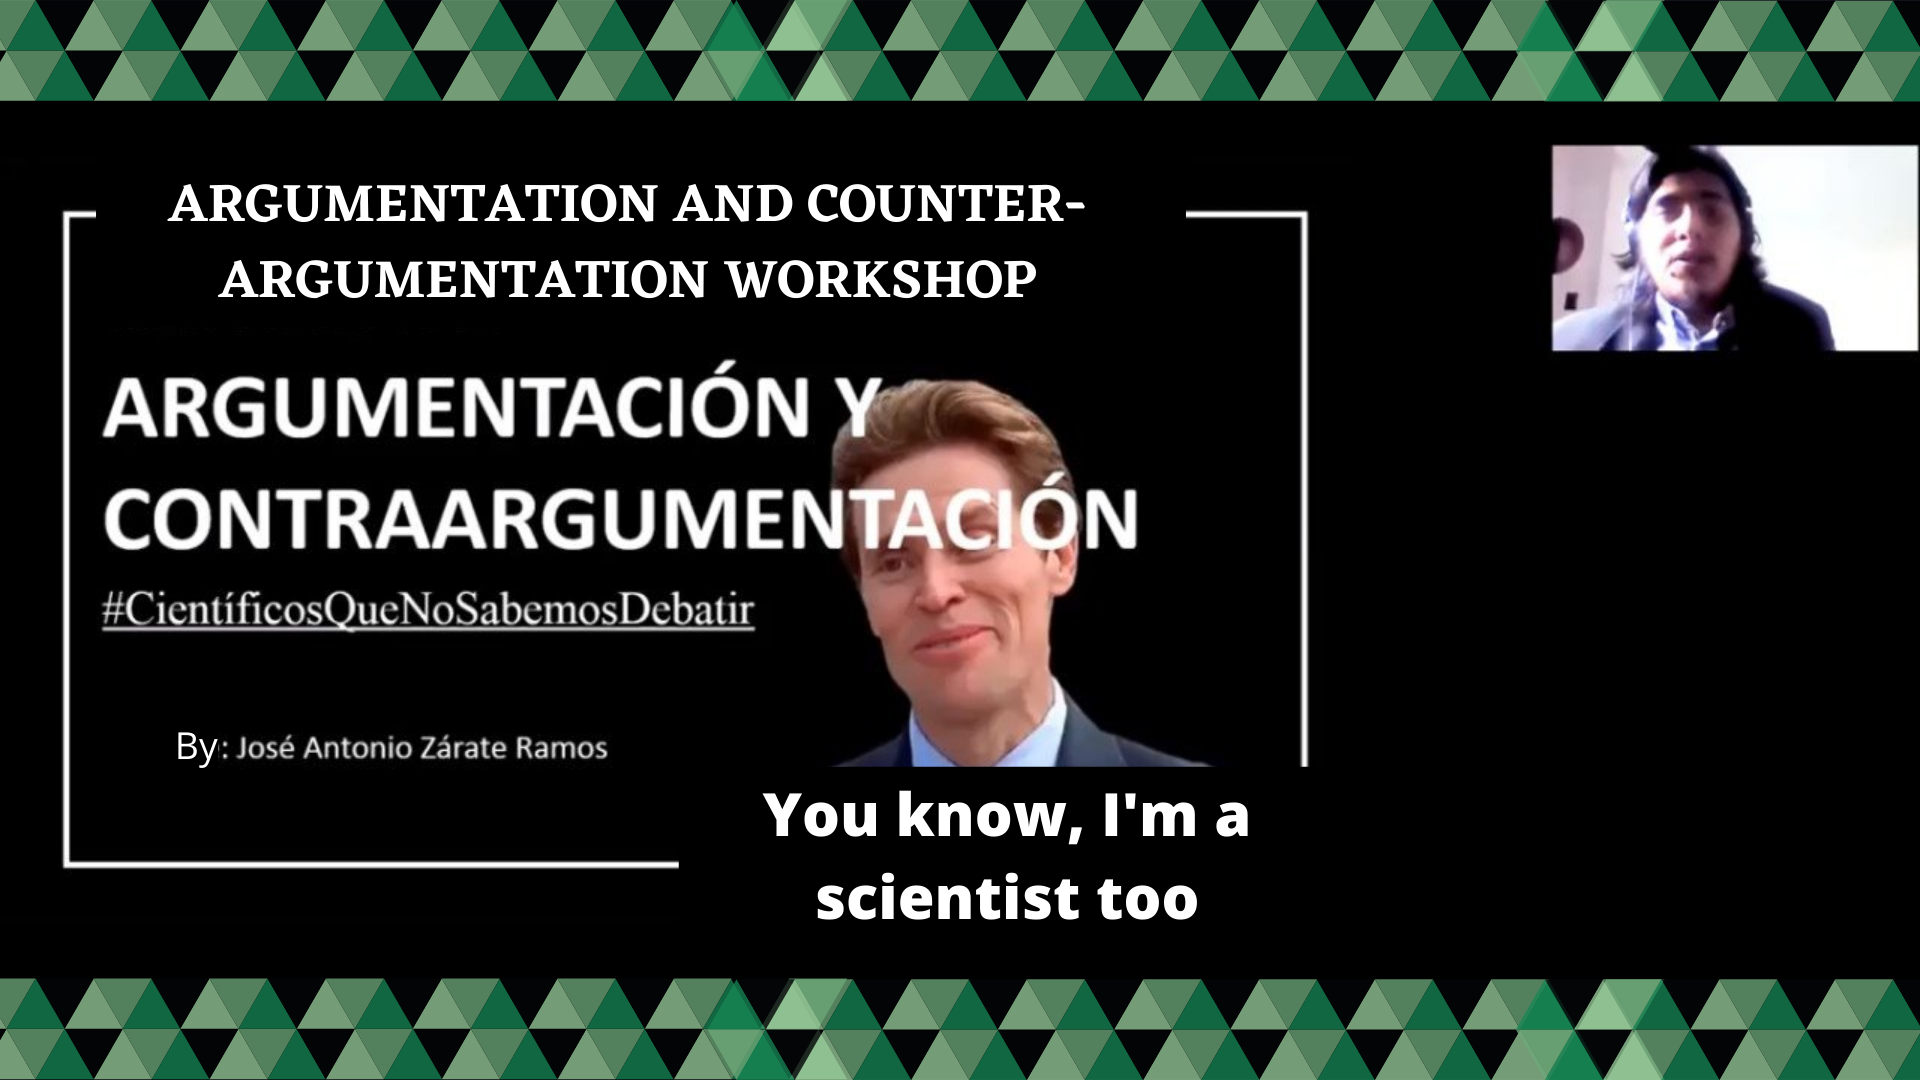 ARGUMENTATION AND COUNTER-
ARGUMENTATION WORKSHOP
ARGUMENTACIÓN Y
CONTRAARGUMENTACIÓN
#CientíficosQueNoSabemosDebatir
By: José Antonio Zárate Ramos
You know, I'm a
scientist too